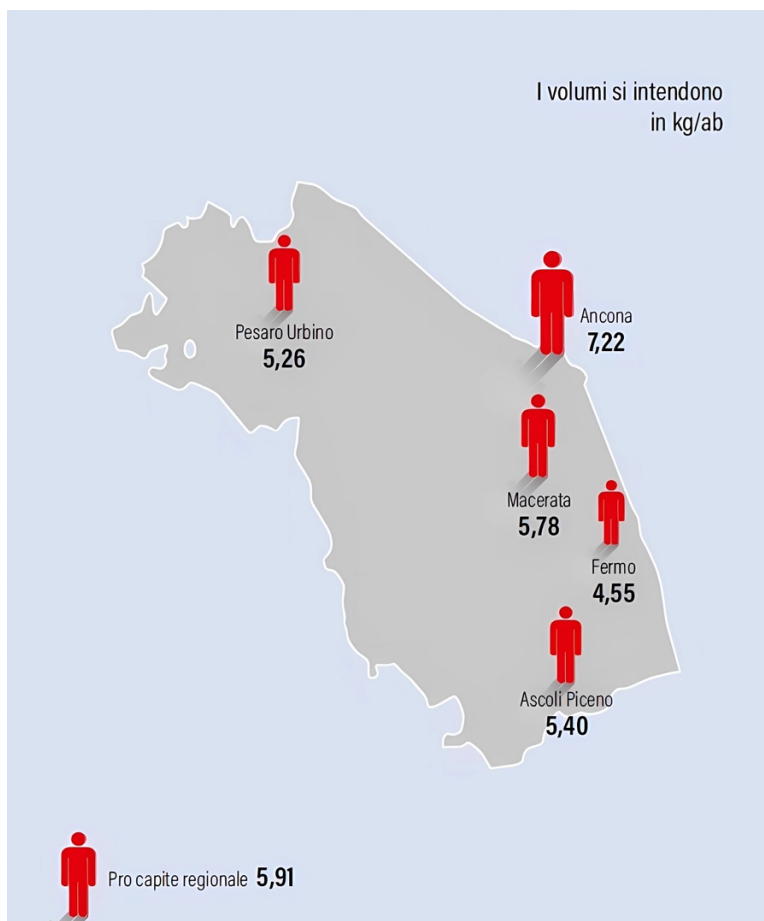 I volumi si intendono
in kg/ab
Pesaro Urbino
5,26
Ancona
7,22
Macerata
5,78
Fermo
4,55
Ascoli Piceno
5,40
Pro capite regionale 5,91